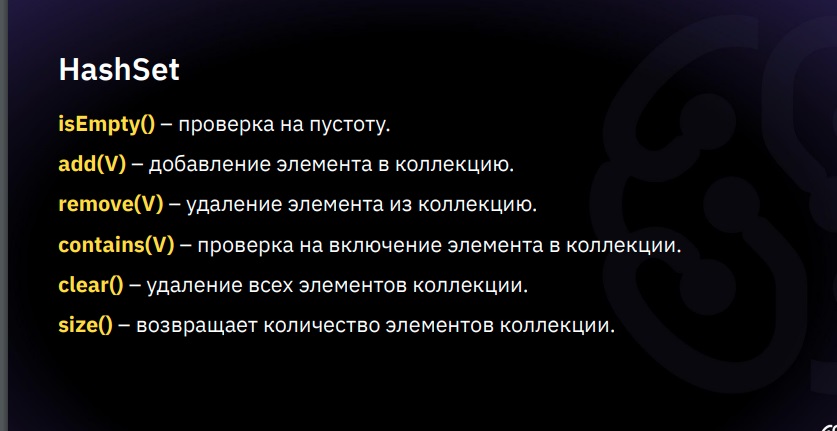 HashSet
isEmpty() – проверка на пустоту.
add(V) – добавление элемента в коллекцию.
remove(V) – удаление элемента из коллекцию.
contains(V) – проверка на включение элемента в коллекции.
clear() – удаление всех элементов коллекции.
size() – возвращает количество элементов коллекции.